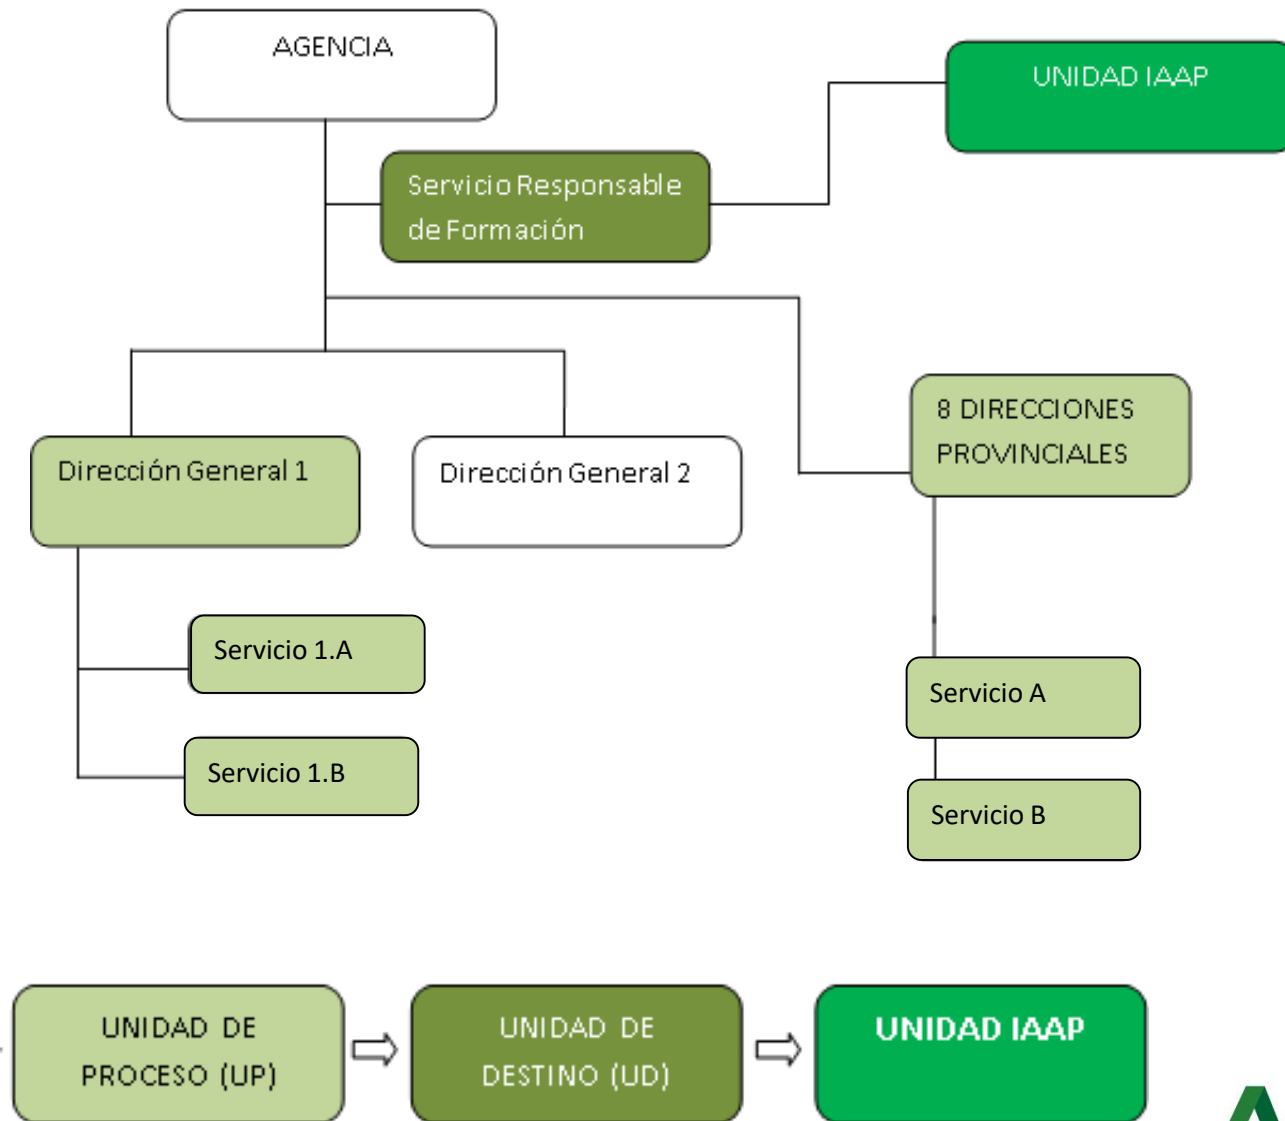 AGENCIA
UNIDAD IAAP
Servicio Responsable
de Formación
8 DIRECCIONES
PROVINCIALES
Dirección General 1
Dirección General 2
Servicio 1.A
Servicio A
Servicio 1.B
Servicio B
UNIDAD DE
PROCESO (UP)
UNIDAD DE
DESTINO (UD)
UNIDAD IAAP